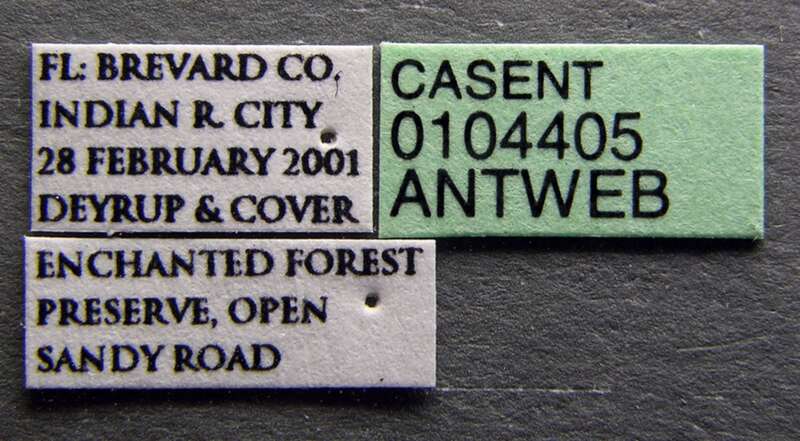 FL: BREVARD CO.
INDIAN R. CITY
28 FEBRUARY 2001
DEYRUP & COVER
CASENT
0104405
ANTWEB
ENCHANTED FOREST
PRESERVE, OPEN
SANDY ROAD